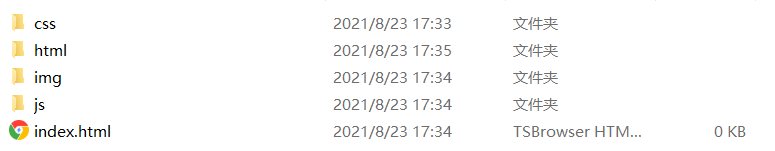 css 2021/8/23 17:33 文件夹
html 2021/8/23 17:35 文件夹
img 2021/8/23 17:34 文件夹
js 2021/8/23 17:34 文件夹
index.html 2021/8/23 17:34 TSBrowser HTM... 0 KB